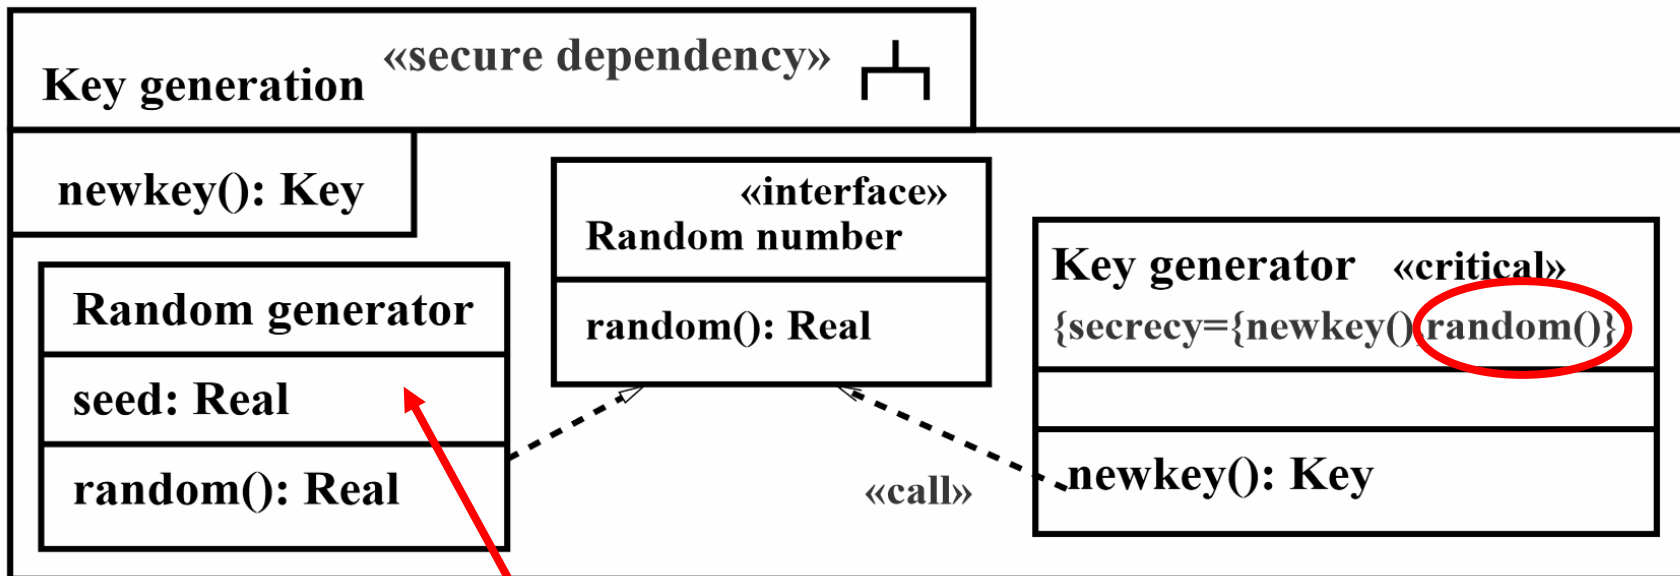 Key generation «secure dependency»
newkey(): Key
Random generator
seed: Real
random(): Real
«interface»
Random number
random(): Real
«call»
Key generator «critical»
{secrecy={newkey(),random()}
newkey(): Key